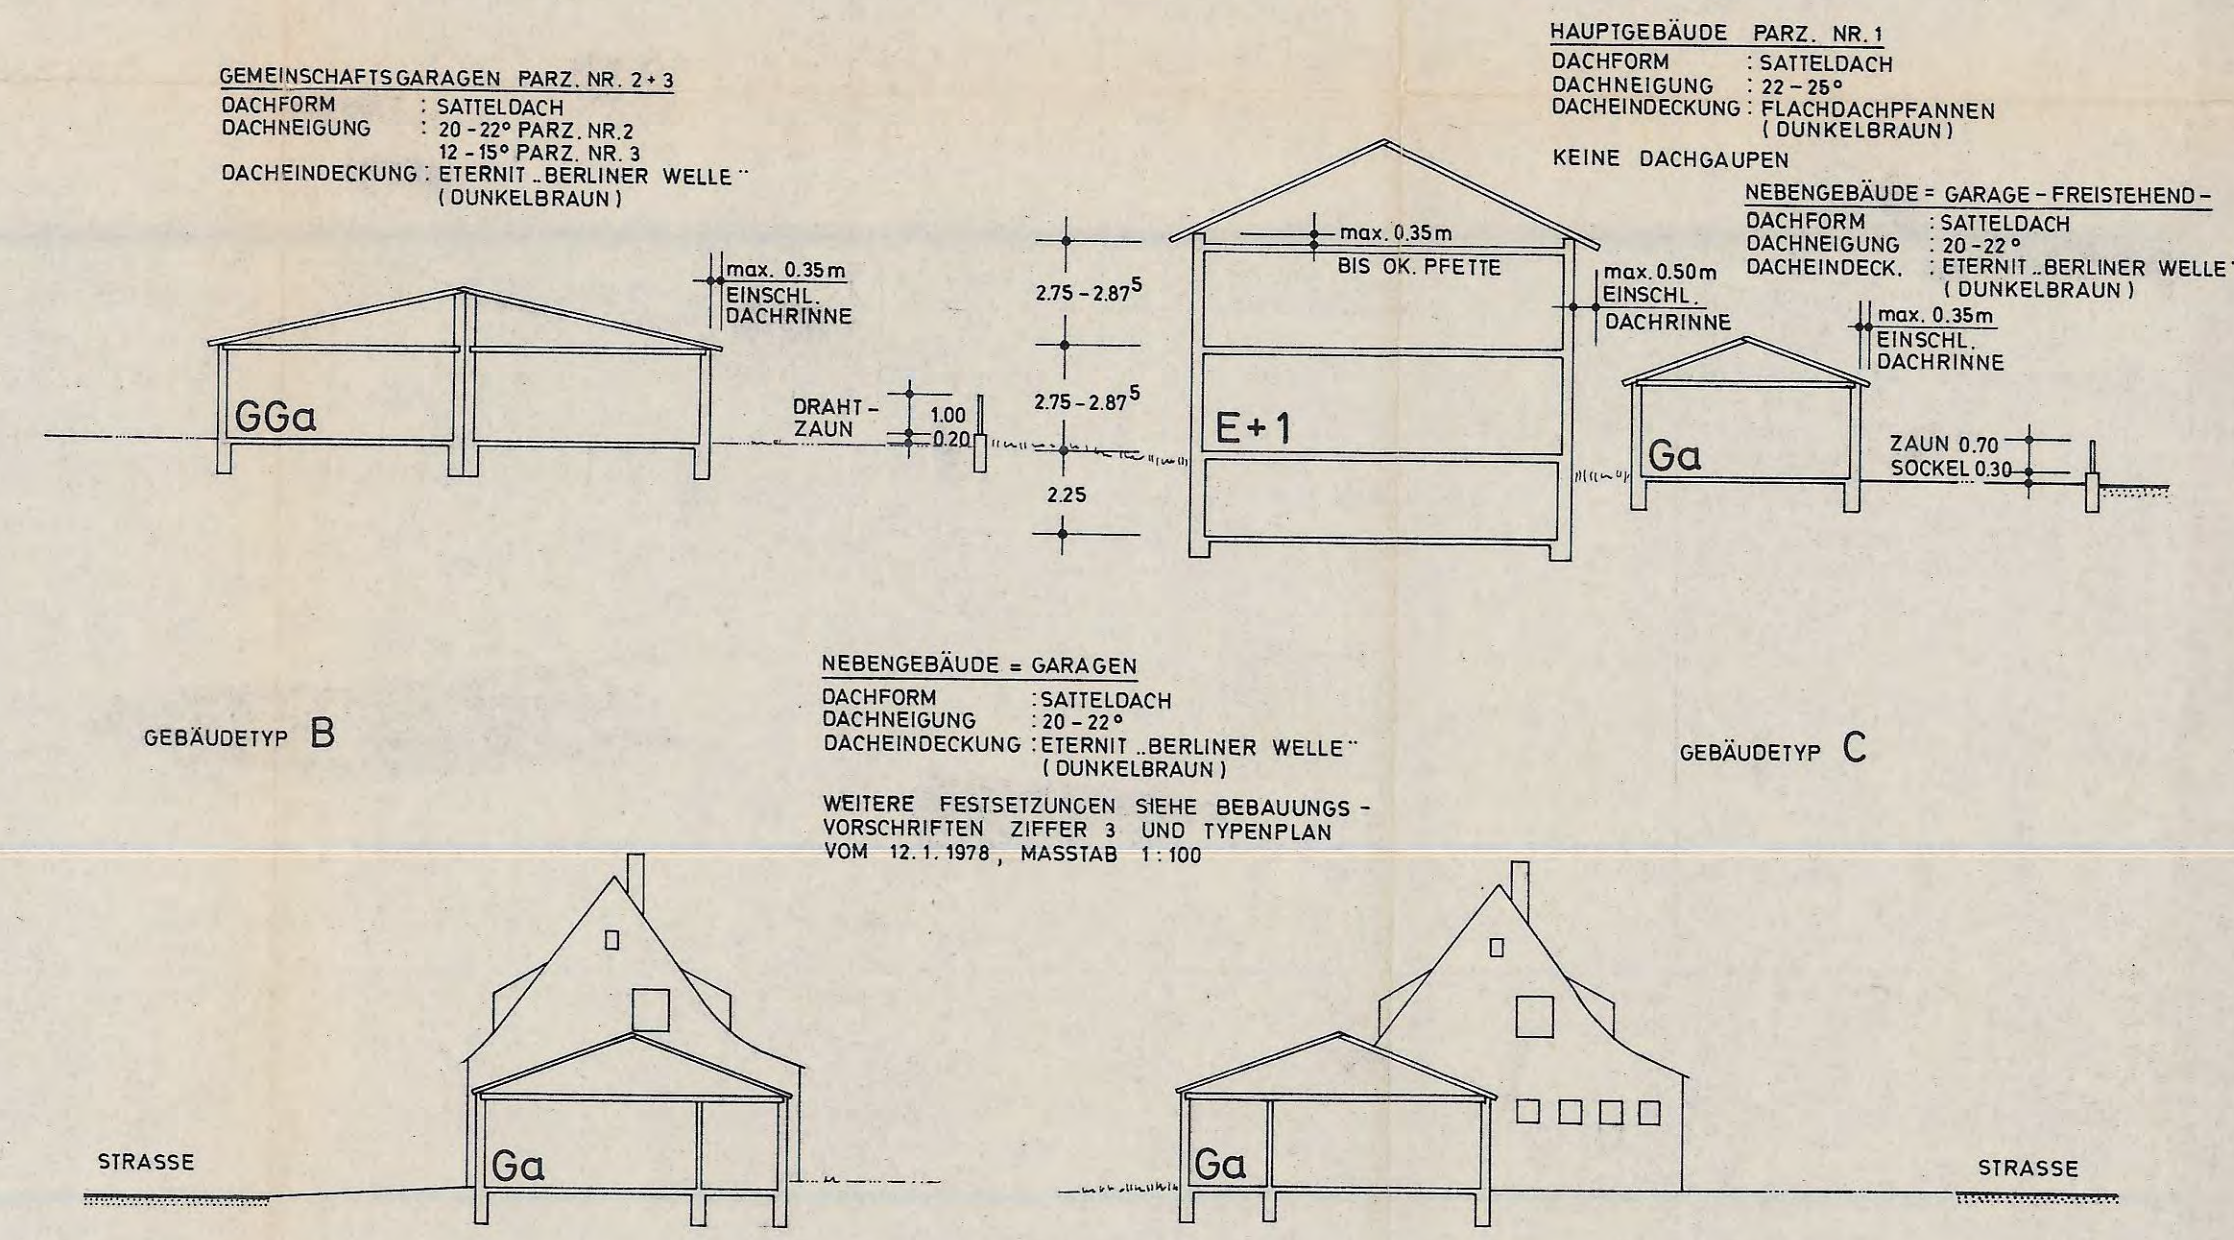 GEMEINSCHAFTSGARAGEN PARZ. NR. 2+3
DACHFORM : SATTELDACH
DACHNEIGUNG : 20-22° PARZ. NR.2
12-15° PARZ. NR. 3
DACHEINDECKUNG : ETERNIT „BERLINER WELLE"
(DUNKELBRAUN)
max. 0.35m
EINSCHL.
DACHRINNE
GGa
DRAHT-
ZAUN
1.00
0.20
HAUPTGEBÄUDE PARZ. NR.1
DACHFORM : SATTELDACH
DACHNEIGUNG : 22-25°
DACHEINDECKUNG : FLACHDACHPFANNEN
(DUNKELBRAUN)
KEINE DACHGAUPEN
max. 0.35m
BIS OK. PFETTE
2.75-2.87⁵
2.75-2.87⁵
2.25
E+1
max. 0.50m
EINSCHL.
DACHRINNE
NEBENGEBÄUDE = GARAGE-FREISTEHEND-
DACHFORM : SATTELDACH
DACHNEIGUNG : 20-22°
DACHEINDECK. : ETERNIT „BERLINER WELLE"
(DUNKELBRAUN)
max. 0.35m
EINSCHL.
DACHRINNE
Ga
ZAUN 0.70
SOCKEL 0.30
NEBENGEBÄUDE = GARAGEN
DACHFORM : SATTELDACH
DACHNEIGUNG : 20-22°
DACHEINDECKUNG : ETERNIT „BERLINER WELLE"
(DUNKELBRAUN)
WEITERE FESTSETZUNGEN SIEHE BEBAUUNGS-
VORSCHRIFTEN ZIFFER 3 UND TYPENPLAN
VOM 12.1.1978, MASSTAB 1:100
GEBÄUDETYP B
STRASSE
Ga
GEBÄUDETYP C
Ga
STRASSE